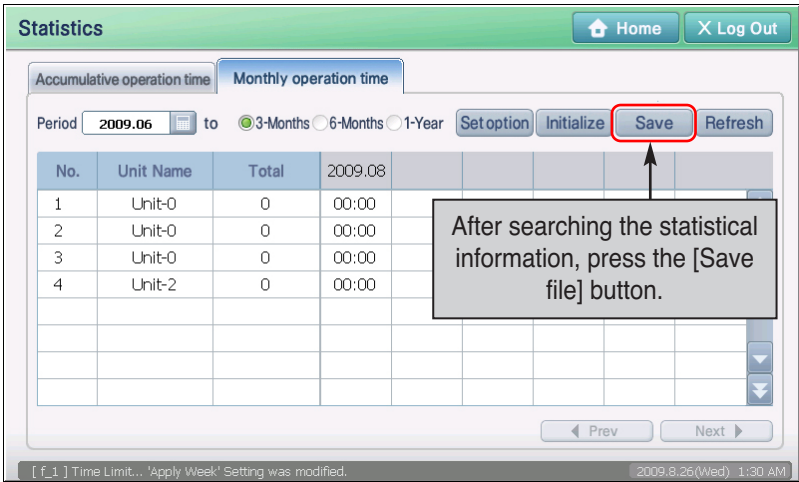 Statistics
Home
X Log Out
Accumulative operation time
Monthly operation time
Period 2009.06 to 3-Months 6-Months 1-Year Set option Initialize Save Refresh
No. Unit Name Total 2009.08
1 Unit-0 0 00:00
2 Unit-0 0 00:00
3 Unit-0 0 00:00
4 Unit-2 0 00:00
After searching the statistical
information, press the [Save
file] button.
Prev
Next
[ f_1 ] Time Limit... 'Apply Week' Setting was modified.
2009.8.26(Wed) 1:30 AM